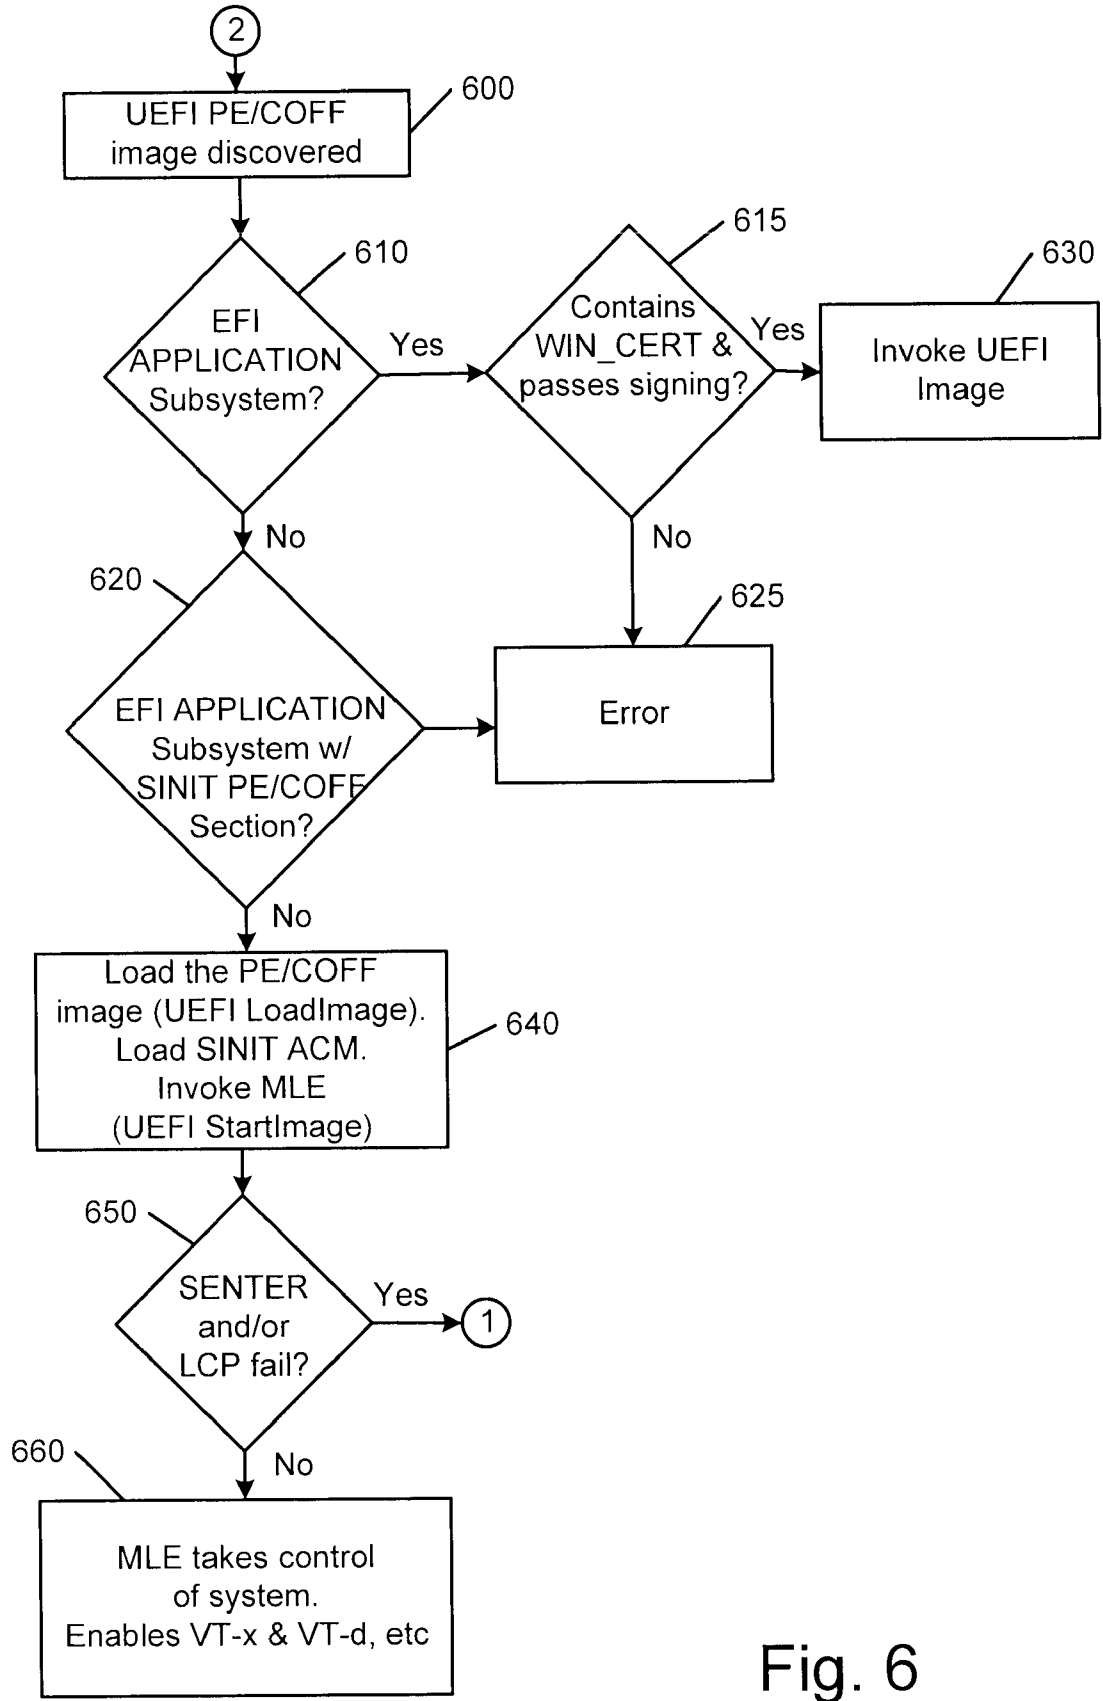 2
600
UEFI PE/COFF
image discovered
610
EFI
APPLICATION
Subsystem?
Yes
615
Contains
WIN_CERT &
passes signing?
Yes
630
Invoke UEFI
Image
No
No
620
EFI APPLICATION
Subsystem w/
SINIT PE/COFF
Section?
625
Error
No
Load the PE/COFF
image (UEFI LoadImage).
Load SINIT ACM.
Invoke MLE
(UEFI StartImage)
640
650
SENTER
and/or
LCP fail?
Yes
1
No
660
MLE takes control
of system.
Enables VT-x & VT-d, etc
Fig. 6